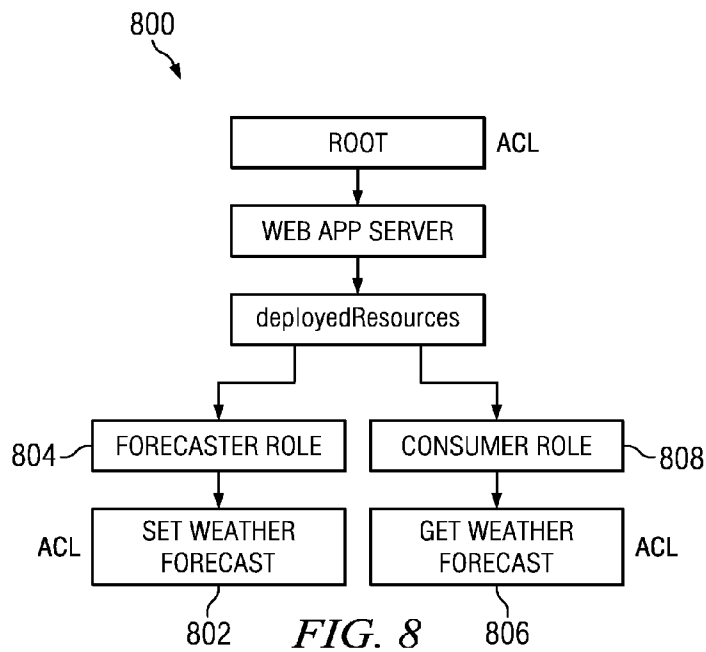 800
ROOT ACL
WEB APP SERVER
deployedResources
804 FORECASTER ROLE CONSUMER ROLE 808
ACL SET WEATHER FORECAST GET WEATHER FORECAST ACL
802 FIG. 8 806